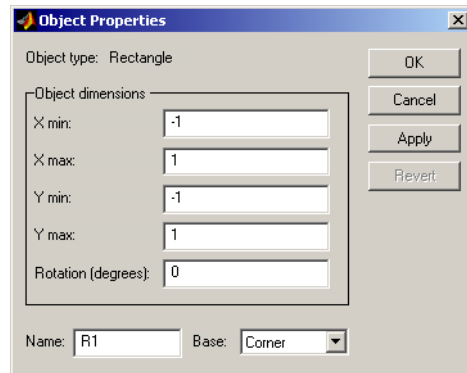 Object Properties
Object type: Rectangle
OK
Object dimensions
Cancel
X min: -1
Apply
X max: 1
Revert
Y min: -1
Y max: 1
Rotation (degrees): 0
Name: R1 Base: Corner